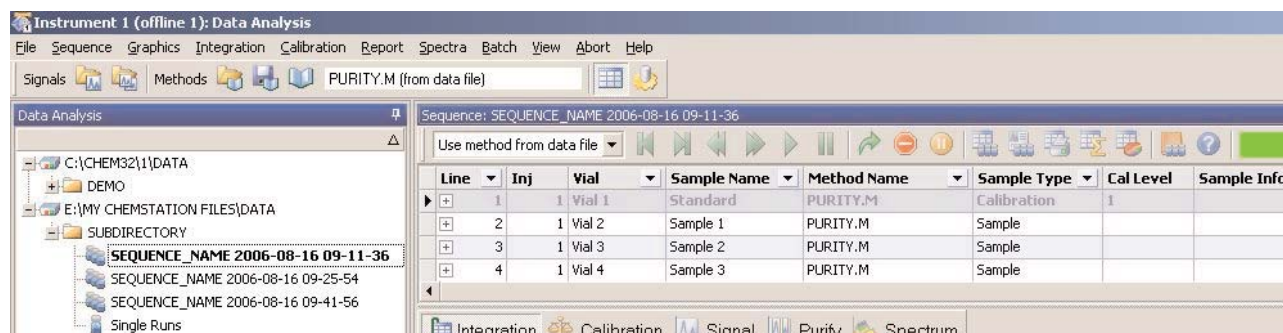 Instrument 1 (offline 1): Data Analysis
File Sequence Graphics Integration Calibration Report Spectra Batch View Abort Help
Signals Methods PURITY.M (from data file)
Data Analysis
C:\CHEM32\1\DATA
DEMO
E:\MY CHEMSTATION FILES\DATA
SUBDIRECTORY
SEQUENCE_NAME 2006-08-16 09-11-36
SEQUENCE_NAME 2006-08-16 09-25-54
SEQUENCE_NAME 2006-08-16 09-41-56
Single Runs
Sequence: SEQUENCE_NAME 2006-08-16 09-11-36
Use method from data file
Line Inj Vial Sample Name Method Name Sample Type Cal Level Sample Info
1 1 Vial 1 Standard PURITY.M Calibration 1
2 1 Vial 2 Sample 1 PURITY.M Sample
3 1 Vial 3 Sample 2 PURITY.M Sample
4 1 Vial 4 Sample 3 PURITY.M Sample
Integration Calibration Signal Purify Spectrum